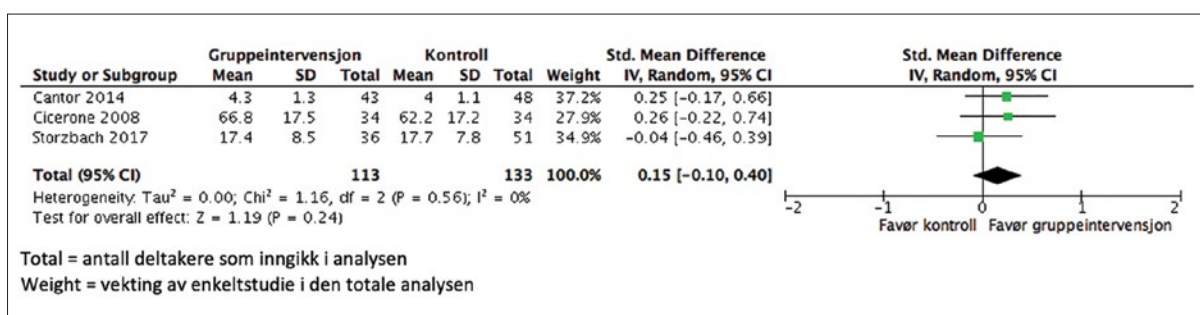 Gruppeintervensjon Kontroll Std. Mean Difference Std. Mean Difference
Study or Subgroup Mean SD Total Mean SD Total Weight IV, Random, 95% CI IV, Random, 95% CI
Cantor 2014 4.3 1.3 43 4 1.1 48 37.2% 0.25 [-0.17, 0.66]
Cicerone 2008 66.8 17.5 34 62.2 17.2 34 27.9% 0.26 [-0.22, 0.74]
Storzbach 2017 17.4 8.5 36 17.7 7.8 51 34.9% -0.04 [-0.46, 0.39]
Total (95% CI) 113 133 100.0% 0.15 [-0.10, 0.40]
Heterogeneity: Tau² = 0.00; Chi² = 1.16, df = 2 (P = 0.56); I² = 0%
Test for overall effect: Z = 1.19 (P = 0.24)
-2 -1 0 1 2
Favør kontroll Favør gruppeintervensjon
Total = antall deltakere som inngikk i analysen
Weight = vekting av enkeltstudie i den totale analysen